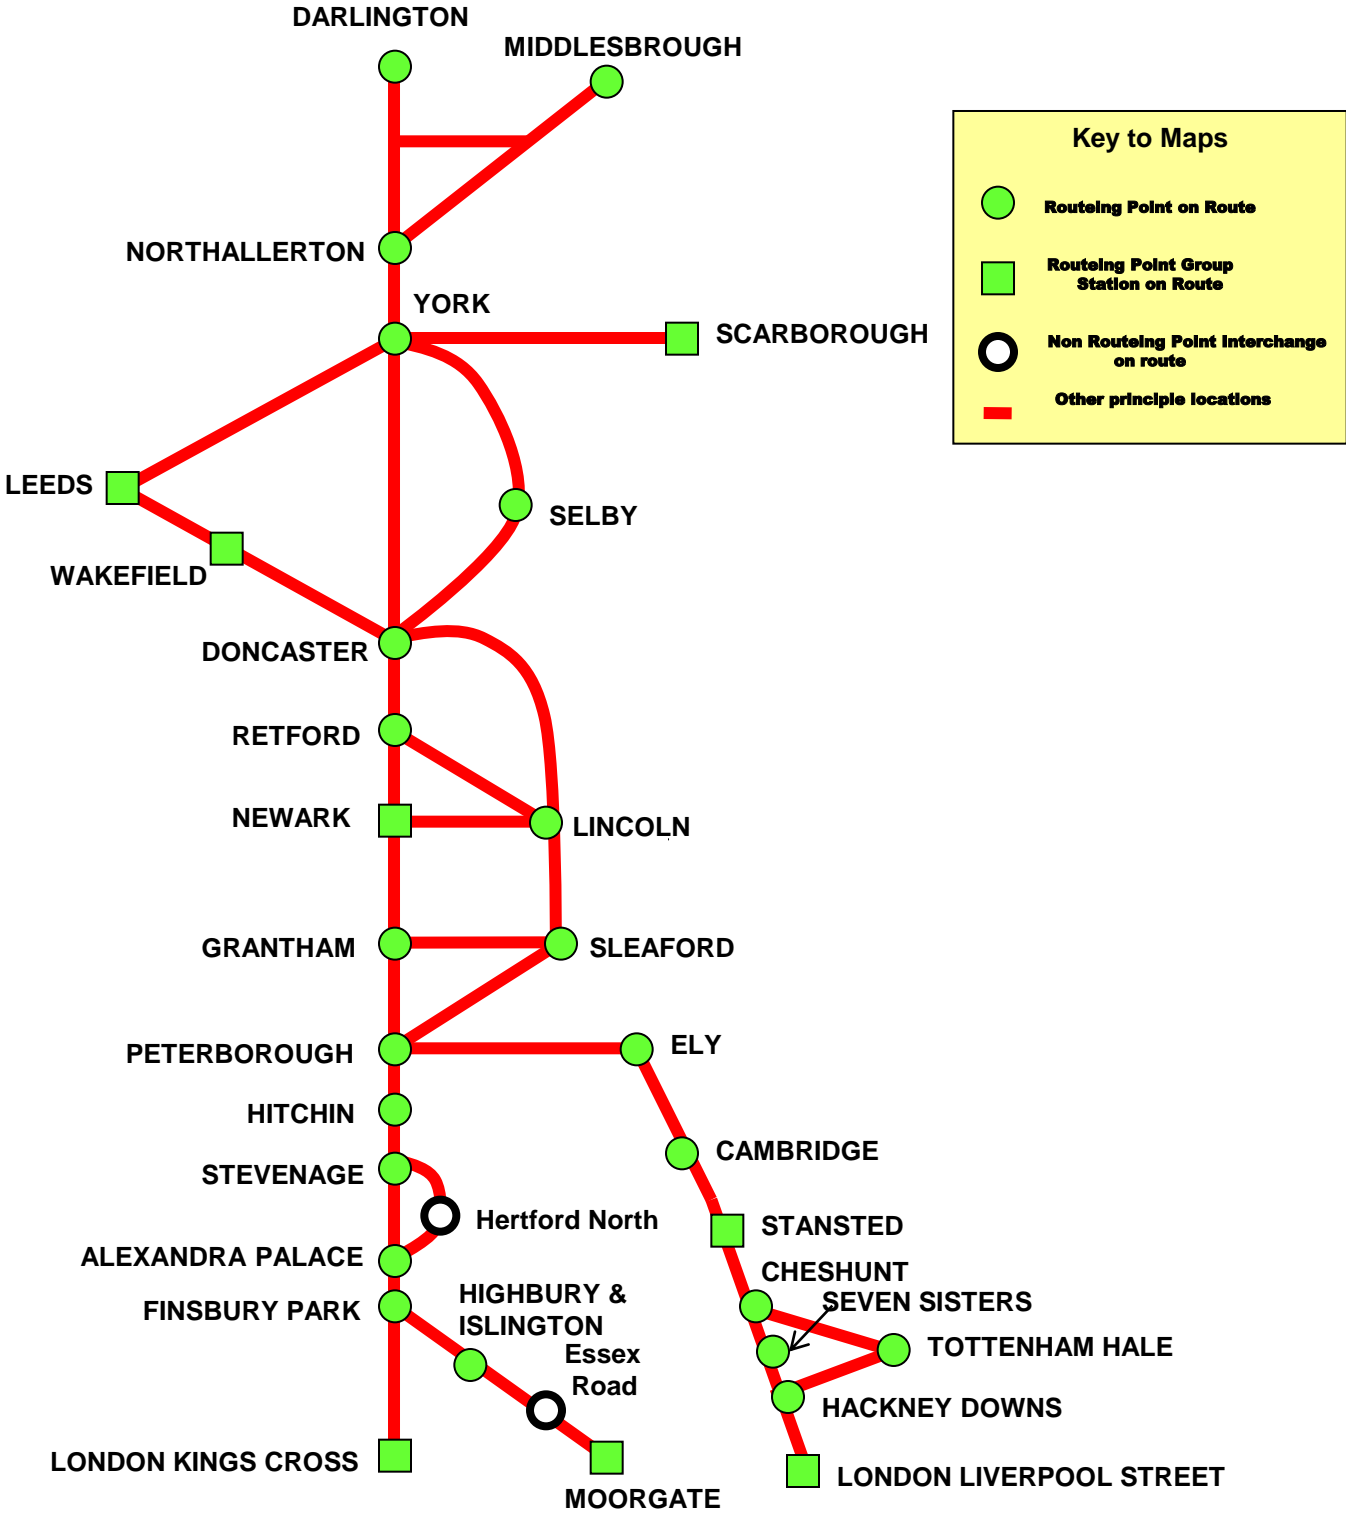 DARLINGTON
MIDDLESBROUGH
Key to Maps
Routeing Point on Route
Routeing Point Group
Station on Route
Non Routeing Point Interchange
on route
Other principle locations
NORTHALLERTON
YORK
SCARBOROUGH
LEEDS
SELBY
WAKEFIELD
DONCASTER
RETFORD
NEWARK
LINCOLN
GRANTHAM
SLEAFORD
PETERBOROUGH
ELY
HITCHIN
CAMBRIDGE
STEVENAGE
Hertford North
STANSTED
ALEXANDRA PALACE
CHESHUNT
FINSBURY PARK
HIGHBURY &
ISLINGTON
SEVEN SISTERS
Essex
Road
TOTTENHAM HALE
HACKNEY DOWNS
LONDON KINGS CROSS
MOORGATE
LONDON LIVERPOOL STREET